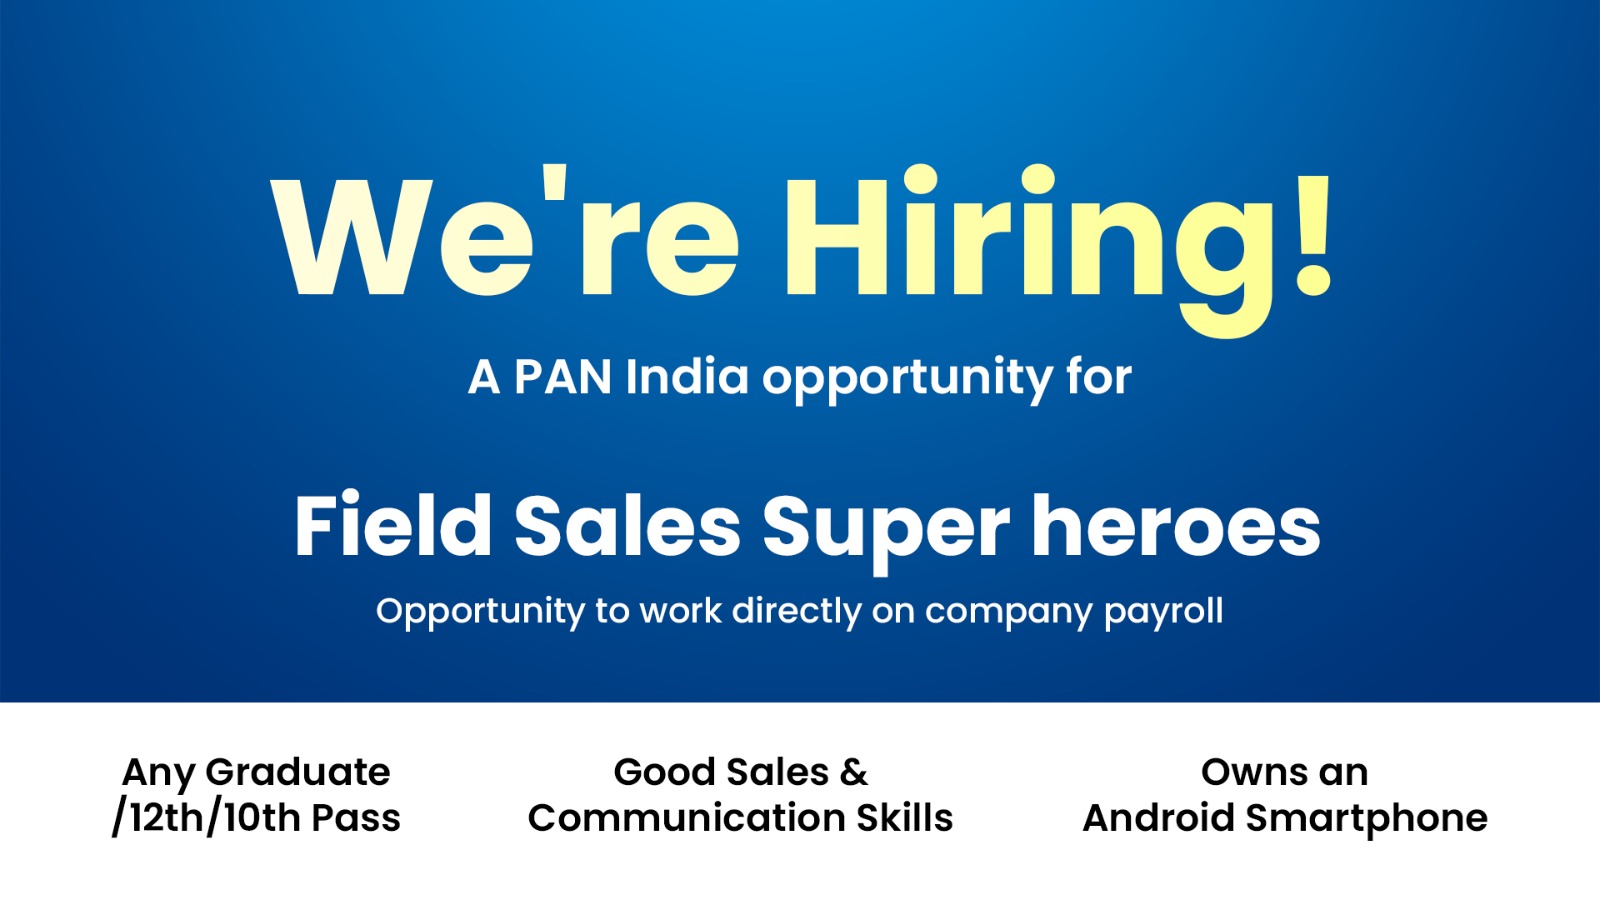 We're Hiring!
A PAN India opportunity for
Field Sales Super heroes
Opportunity to work directly on company payroll
Any Graduate
/12th/10th Pass
Good Sales &
Communication Skills
Owns an
Android Smartphone